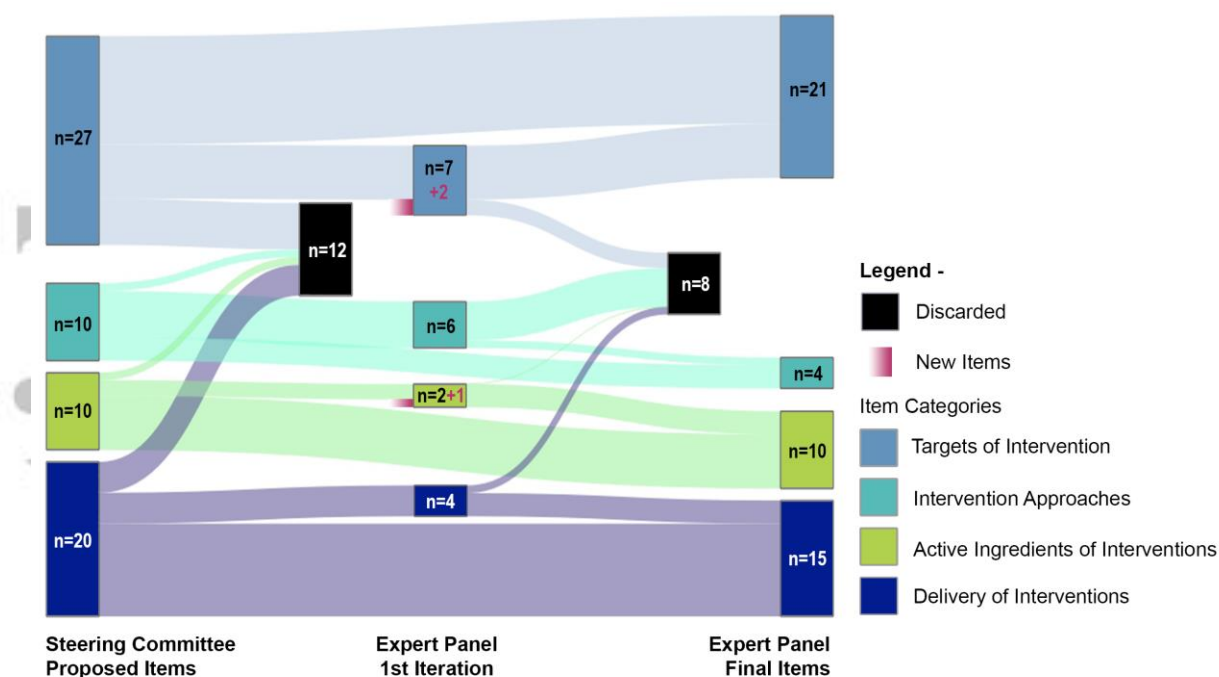 n=27
n=10
n=10
n=20
n=12
n=7
+2
n=6
n=2+1
n=4
n=8
n=21
n=4
n=10
n=15
Legend -
Discarded
New Items
Item Categories
Targets of Intervention
Intervention Approaches
Active Ingredients of Interventions
Delivery of Interventions
Steering Committee
Proposed Items
Expert Panel
1st Iteration
Expert Panel
Final Items